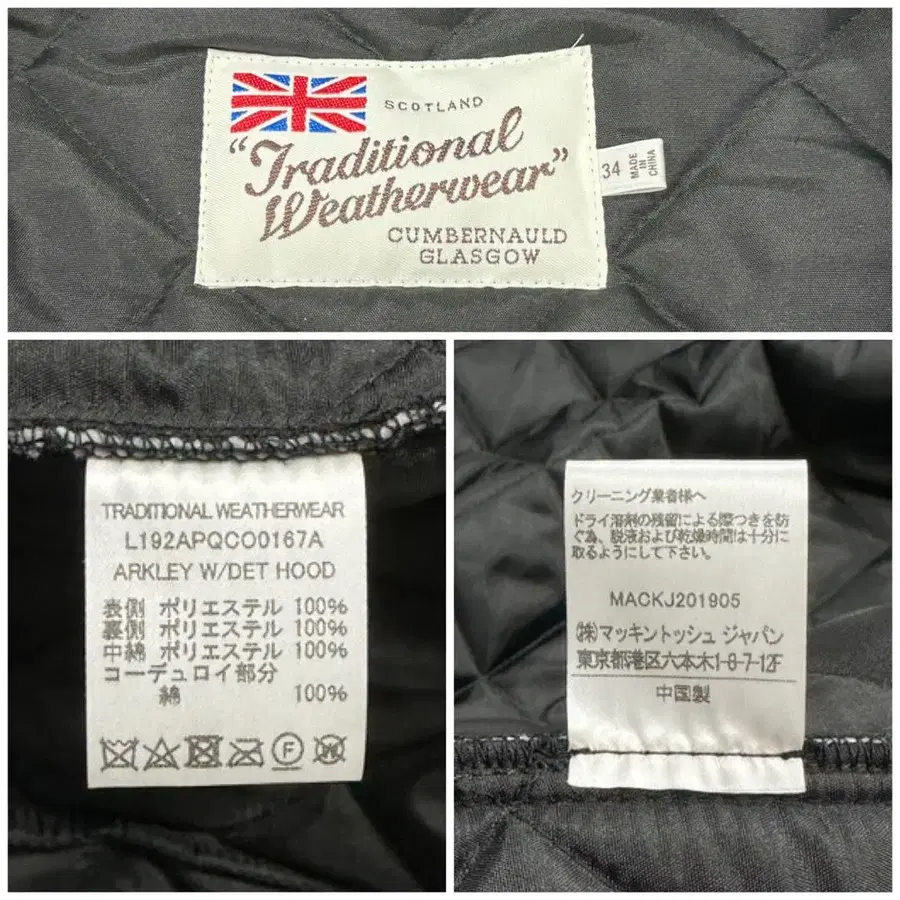 SCOTLAND
"Traditional
Weatherwear"
CUMBERNAULD
GLASGOW
34
MADE
IN
CHINA
TRADITIONAL WEATHERWEAR
L192APQCO0167A
ARKLEY W/DET HOOD
表側 ポリエステル 100%
裏側 ポリエステル 100%
中綿 ポリエステル 100%
コーデュロイ部分
綿 100%
F
W
クリーニング業者様へ
ドライ溶剤の残留による際つきを防
ぐ為、脱液および乾燥時間は十分に
取るようにして下さい。
MACKJ201905
(株)マッキントッシュ ジャパン
東京都港区六本木1-8-7-12F
中国製